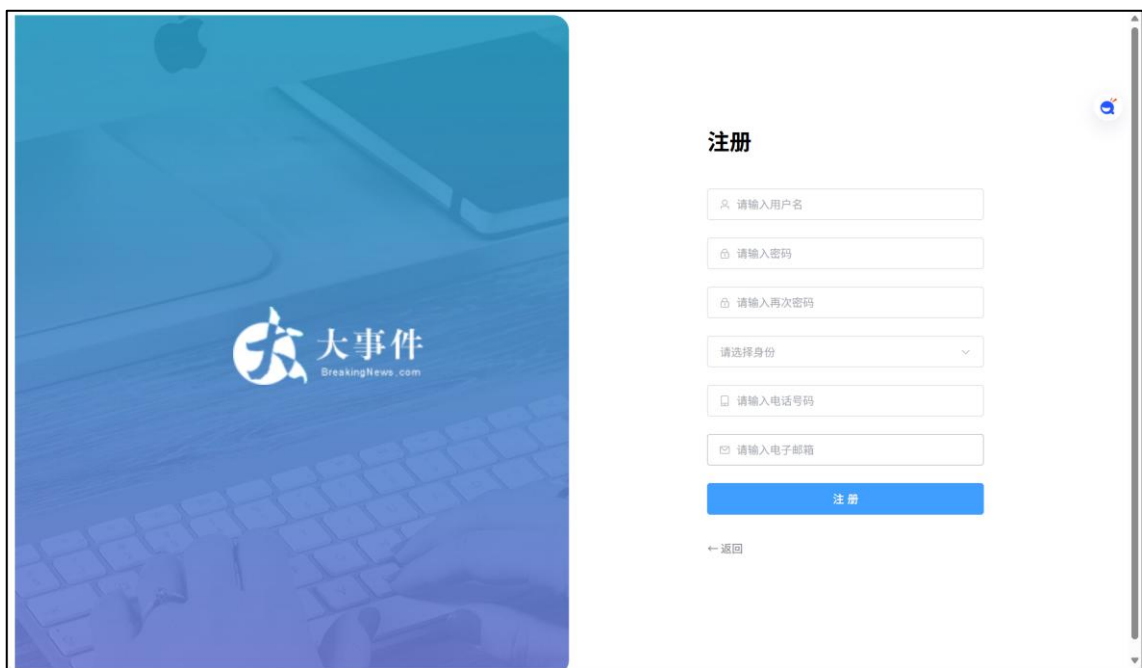 大事件
BreakingNews.com
注册
请输入用户名
请输入密码
请输入再次密码
请选择身份
请输入电话号码
请输入电子邮箱
注 册
← 返回